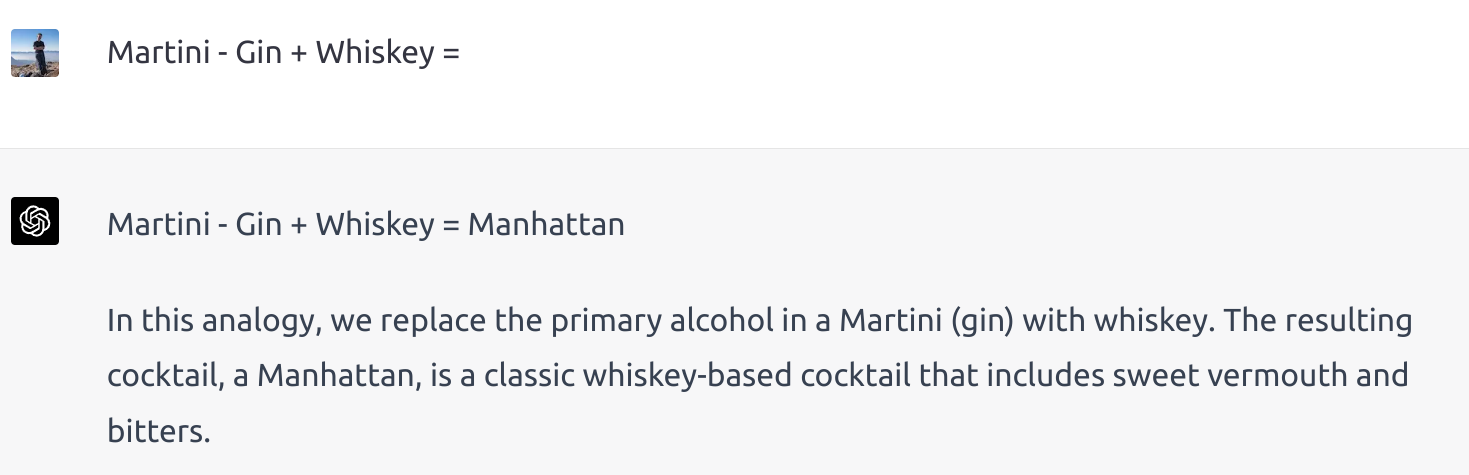 Martini - Gin + Whiskey =
Martini - Gin + Whiskey = Manhattan
In this analogy, we replace the primary alcohol in a Martini (gin) with whiskey. The resulting
cocktail, a Manhattan, is a classic whiskey-based cocktail that includes sweet vermouth and
bitters.